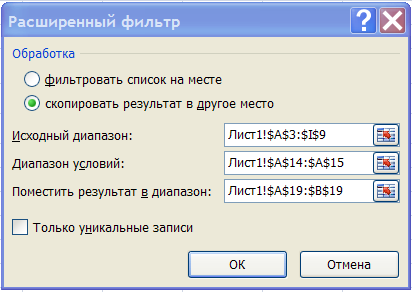 Расширенный фильтр
Обработка
фильтровать список на месте
скопировать результат в другое место
Исходный диапазон: Лист1!$A$3:$I$9
Диапазон условий: Лист1!$A$14:$A$15
Поместить результат в диапазон: Лист1!$A$19:$B$19
Только уникальные записи
ОК Отмена